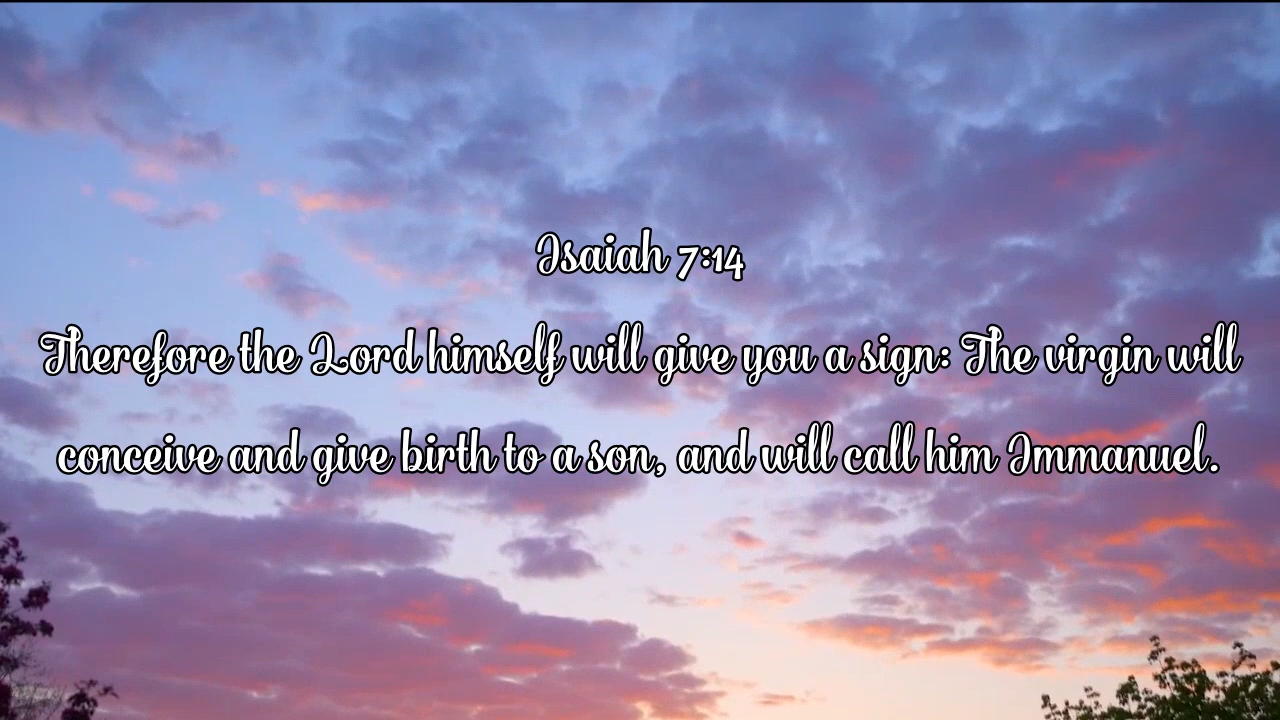 Isaiah 7:14
Therefore the Lord himself will give you a sign: The virgin will
conceive and give birth to a son, and will call him Immanuel.